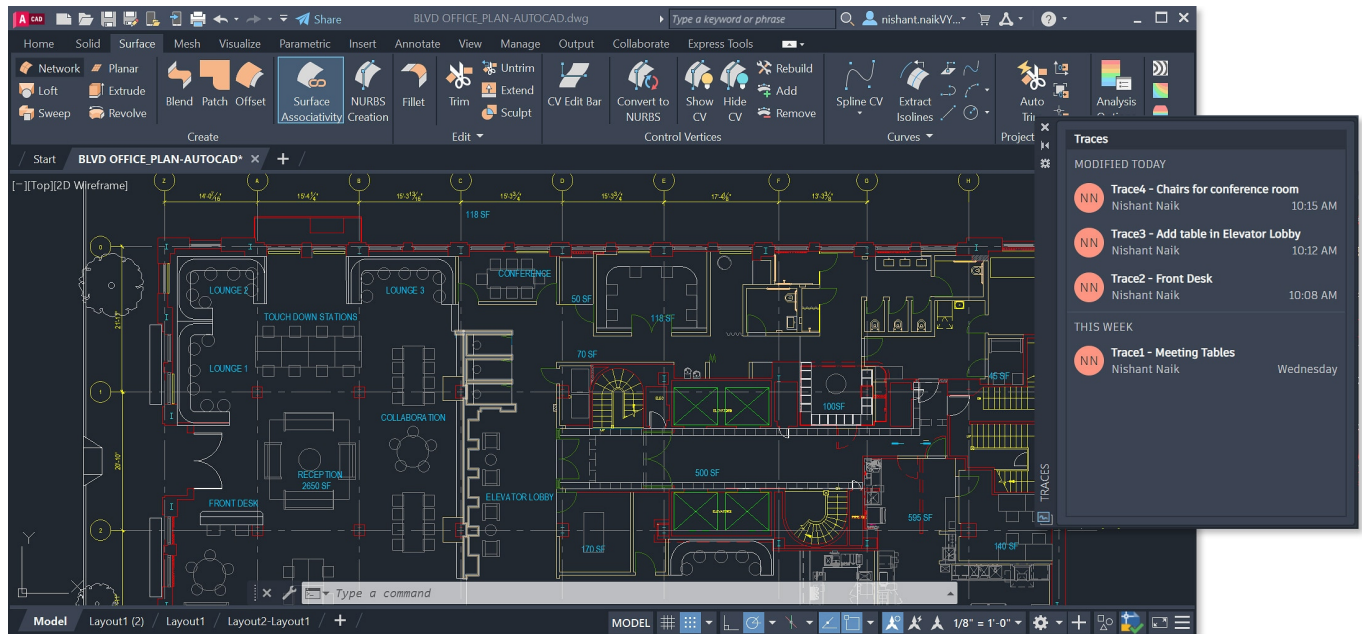 A CAD
Share
BLVD OFFICE_PLAN-AUTOCAD.dwg
Type a keyword or phrase
nishant.naikVY...
Home Solid Surface Mesh Visualize Parametric Insert Annotate View Manage Output Collaborate Express Tools
Network
Planar
Loft
Extrude
Sweep
Revolve
Blend
Patch
Offset
Surface
Associativity
NURBS
Creation
Fillet
Trim
Untrim
Extend
Sculpt
CV Edit Bar
Convert to
NURBS
Show
CV
Hide
CV
Rebuild
Add
Remove
Spline CV
Extract
Isolines
Auto
Analysis
Create
Edit
Control Vertices
Curves
Project
Start
BLVD OFFICE_PLAN-AUTOCAD*
[-][Top][2D Wireframe]
118 SF
CONFERENCE
LOUNGE 2
LOUNGE 3
50 SF
TOUCH DOWN STATIONS
118 SF
70 SF
LOUNGE 1
45 SF
100SF
COLLABORATION
RECEPTION
2650 SF
500 SF
FRONT DESK
ELEVATOR LOBBY
595 SF
170 SF
140 SF
Y
Type a command
Traces
MODIFIED TODAY
NN
Trace4 - Chairs for conference room
Nishant Naik 10:15 AM
NN
Trace3 - Add table in Elevator Lobby
Nishant Naik 10:12 AM
NN
Trace2 - Front Desk
Nishant Naik 10:08 AM
THIS WEEK
NN
Trace1 - Meeting Tables
Nishant Naik Wednesday
TRACES
Model Layout1 (2) Layout1 Layout2-Layout1
MODEL
1/8" = 1'-0"